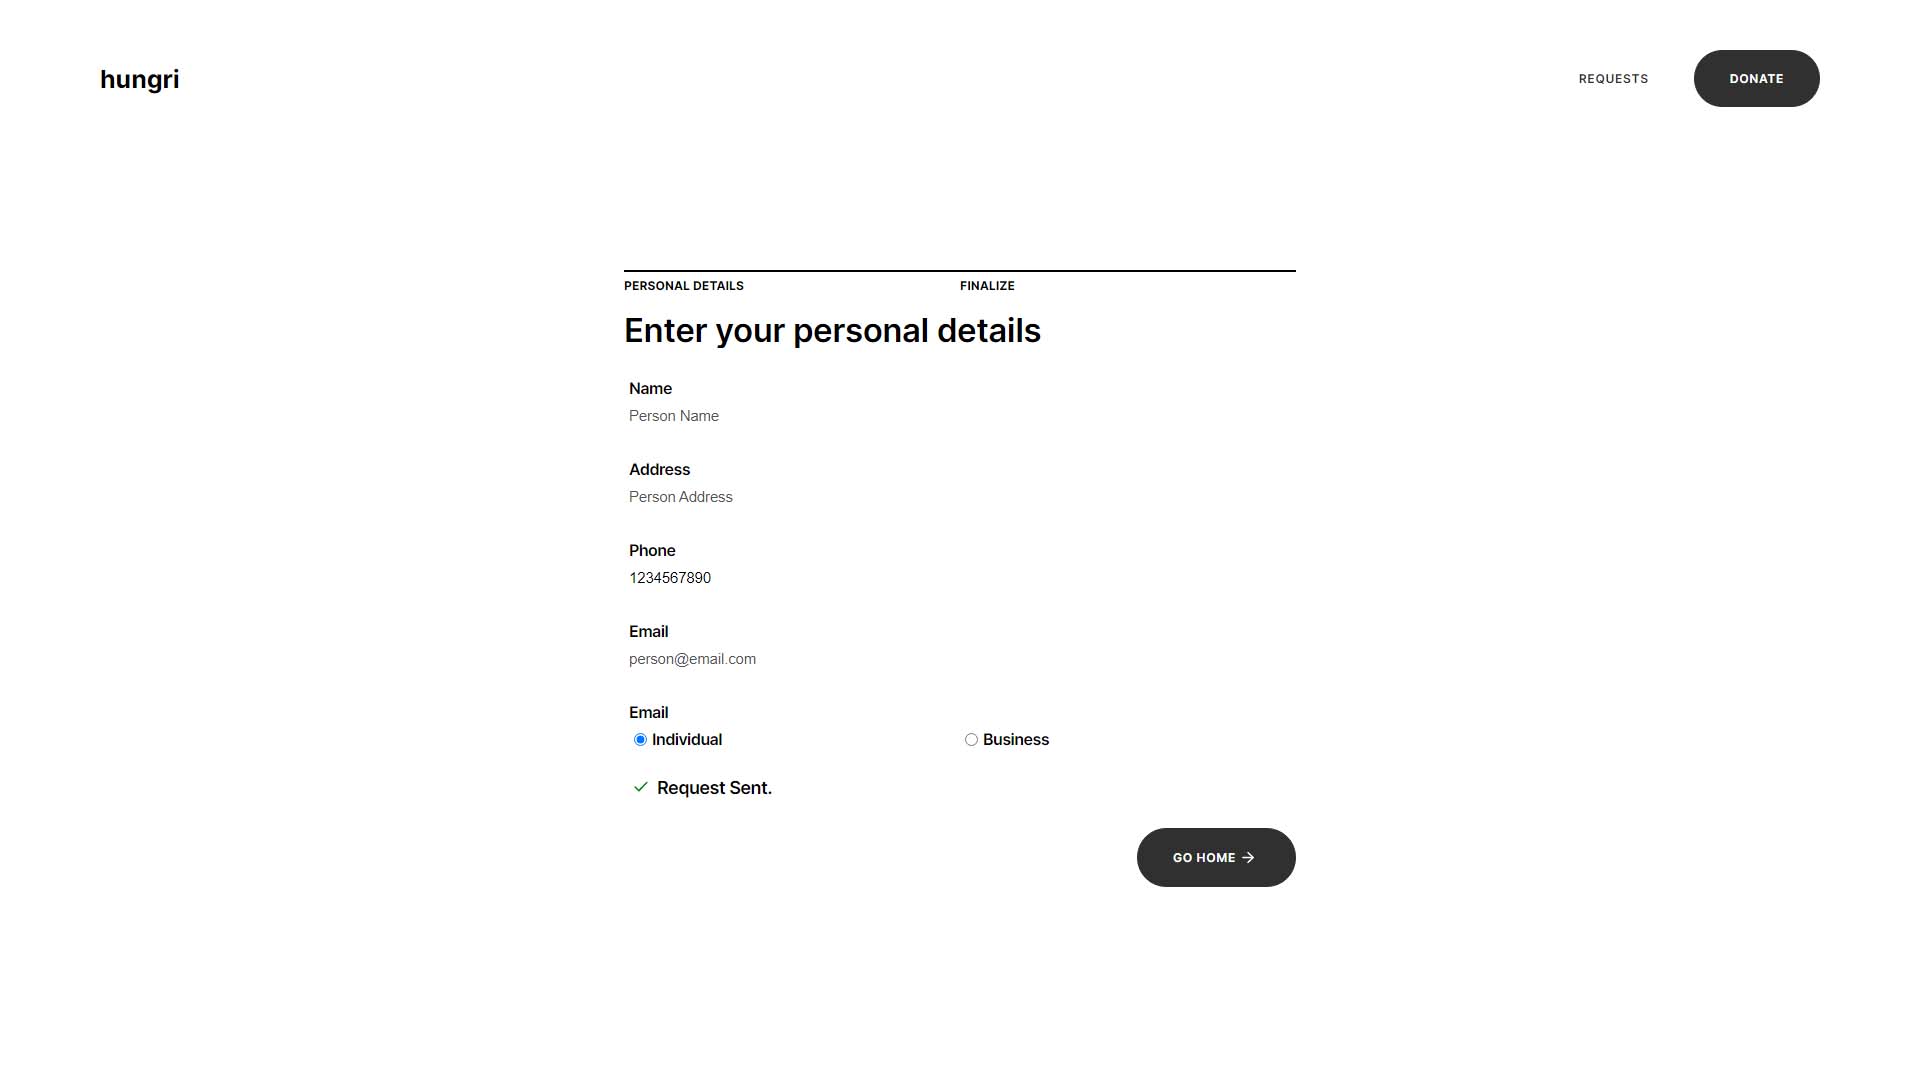 hungri
REQUESTS
DONATE
PERSONAL DETAILS
FINALIZE
Enter your personal details
Name
Person Name
Address
Person Address
Phone
1234567890
Email
person@email.com
Email
Individual
Business
Request Sent.
GO HOME